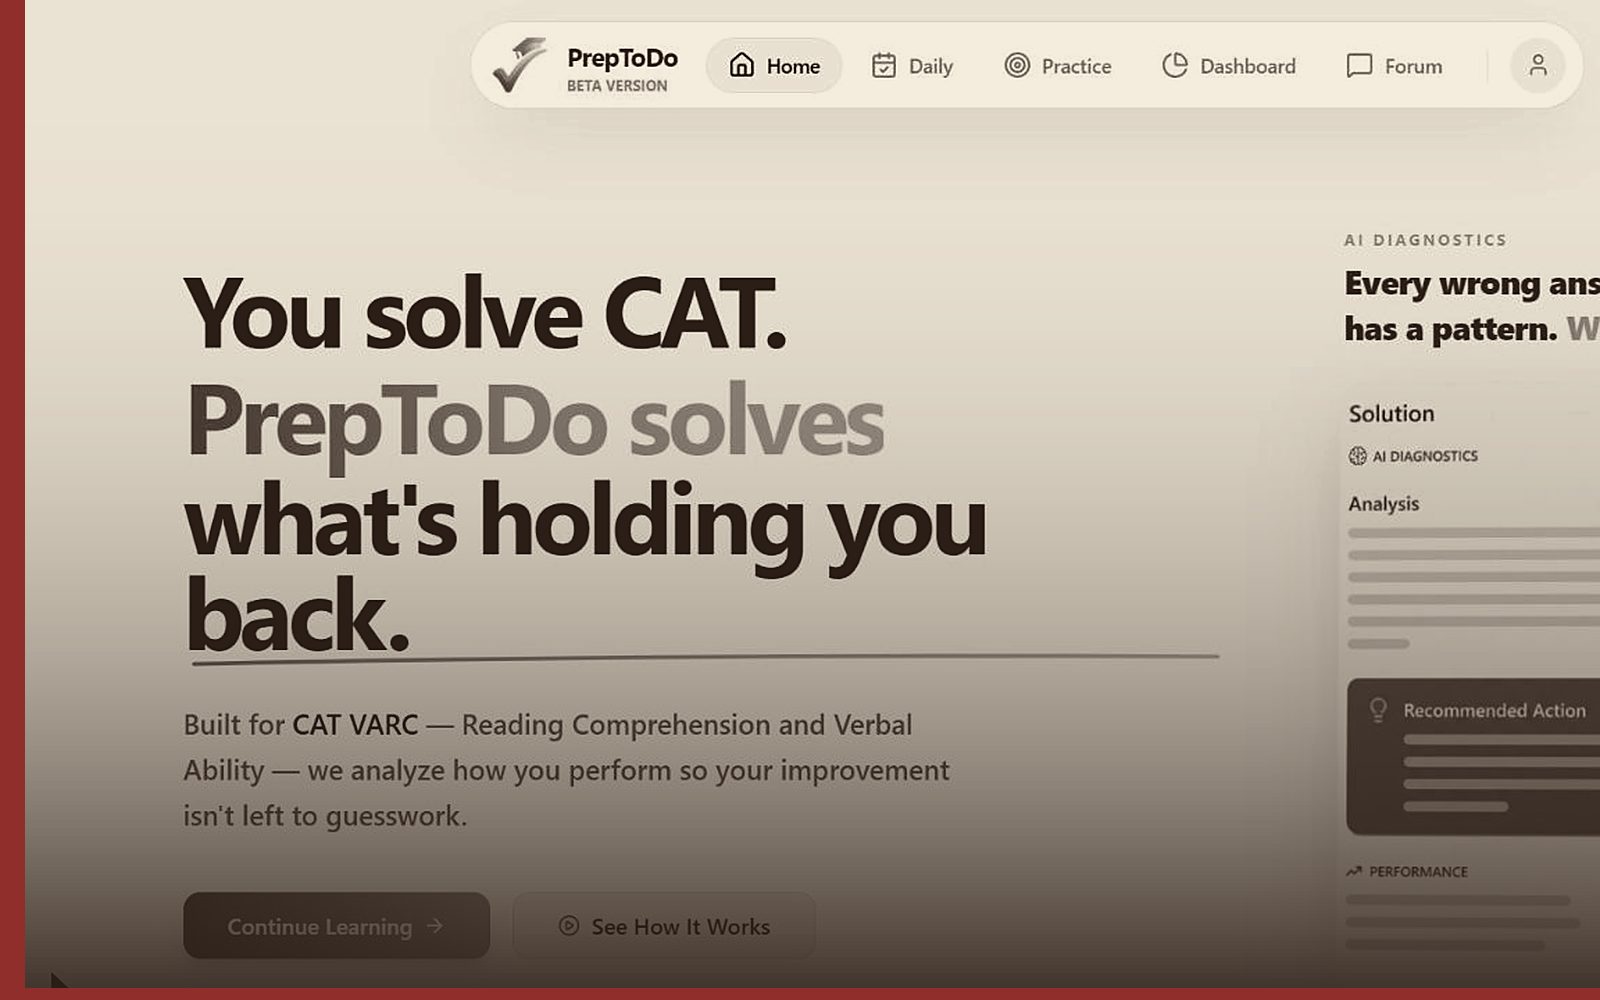 PrepToDo
BETA VERSION
Home
Daily
Practice
Dashboard
Forum
You solve CAT.
PrepToDo solves
what's holding you
back.
Built for CAT VARC — Reading Comprehension and Verbal
Ability — we analyze how you perform so your improvement
isn't left to guesswork.
Continue Learning →
See How It Works
AI DIAGNOSTICS
Every wrong ans
has a pattern. W
Solution
AI DIAGNOSTICS
Analysis
Recommended Action
PERFORMANCE